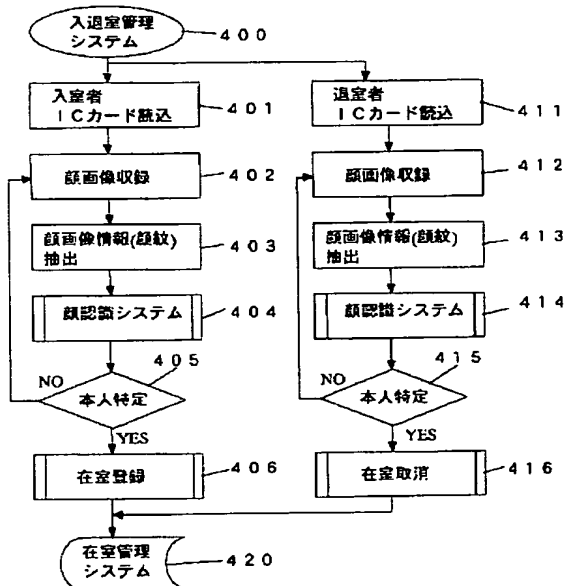 入退室管理
システム
400
入室者
ICカード読込
401
顔画像収録
402
顔画像情報(顔紋)
抽出
403
顔認識システム
404
405
NO
本人特定
YES
在室登録
406
退室者
ICカード読込
411
顔画像収録
412
顔画像情報(顔紋)
抽出
413
顔認識システム
414
415
NO
本人特定
YES
在室取消
416
在室管理
システム
420